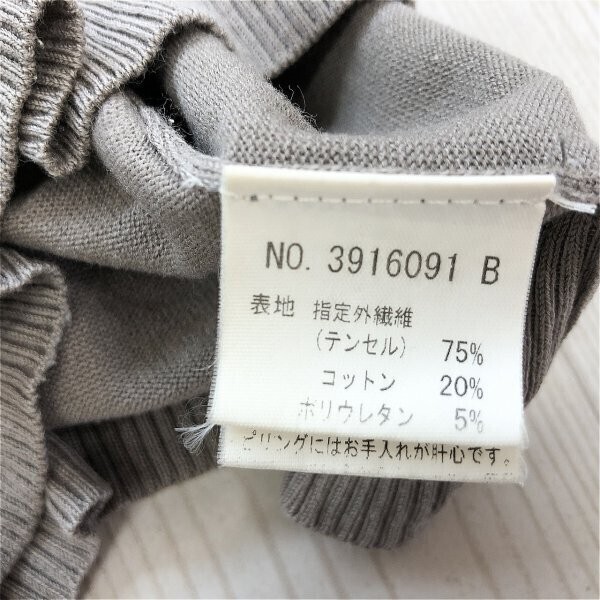 NO. 3916091 B
表地 指定外繊維
(テンセル) 75%
コットン 20%
ポリウレタン 5%
ピリングにはお手入れが肝心です。